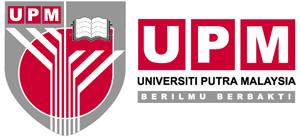 UPM
UPM
UNIVERSITI PUTRA MALAYSIA
BERILMU BERBAKTI